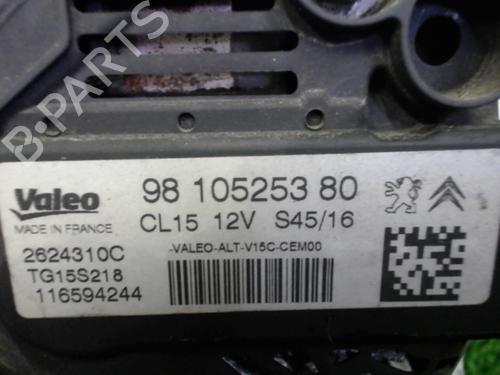 B-PARTS
Valeo
MADE IN FRANCE
98 105253 80
CL15 12V S45/16
2624310C
TG15S218
116594244
-VALEO-ALT-V15C-CEM00